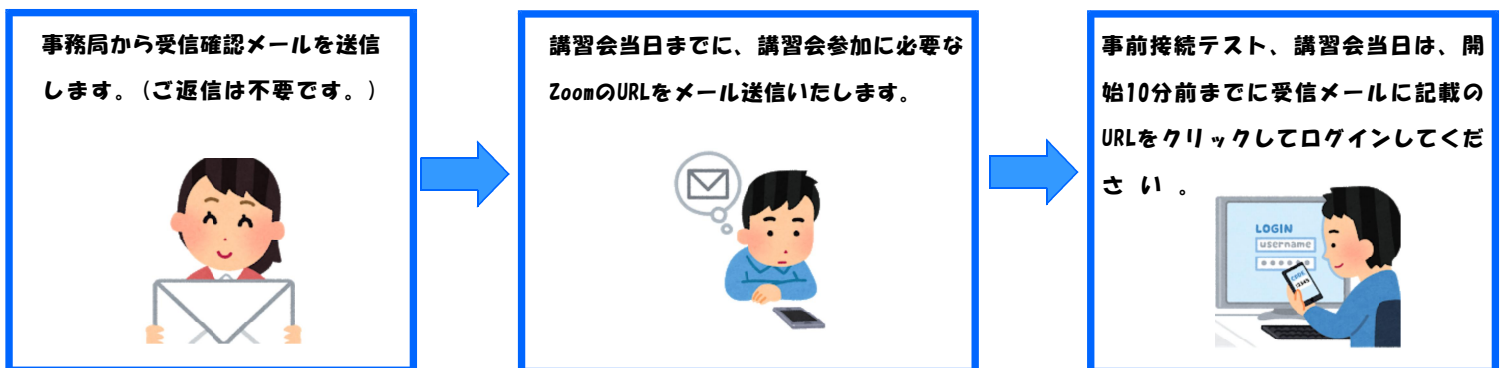 事務局から受信確認メールを送信
します。(ご返信は不要です。)
講習会当日までに、講習会参加に必要な
ZoomのURLをメール送信いたします。
事前接続テスト、講習会当日は、開
始10分前までに受信メールに記載の
URLをクリックしてログインしてくだ
さい。
LOGIN
username
CODE
12345